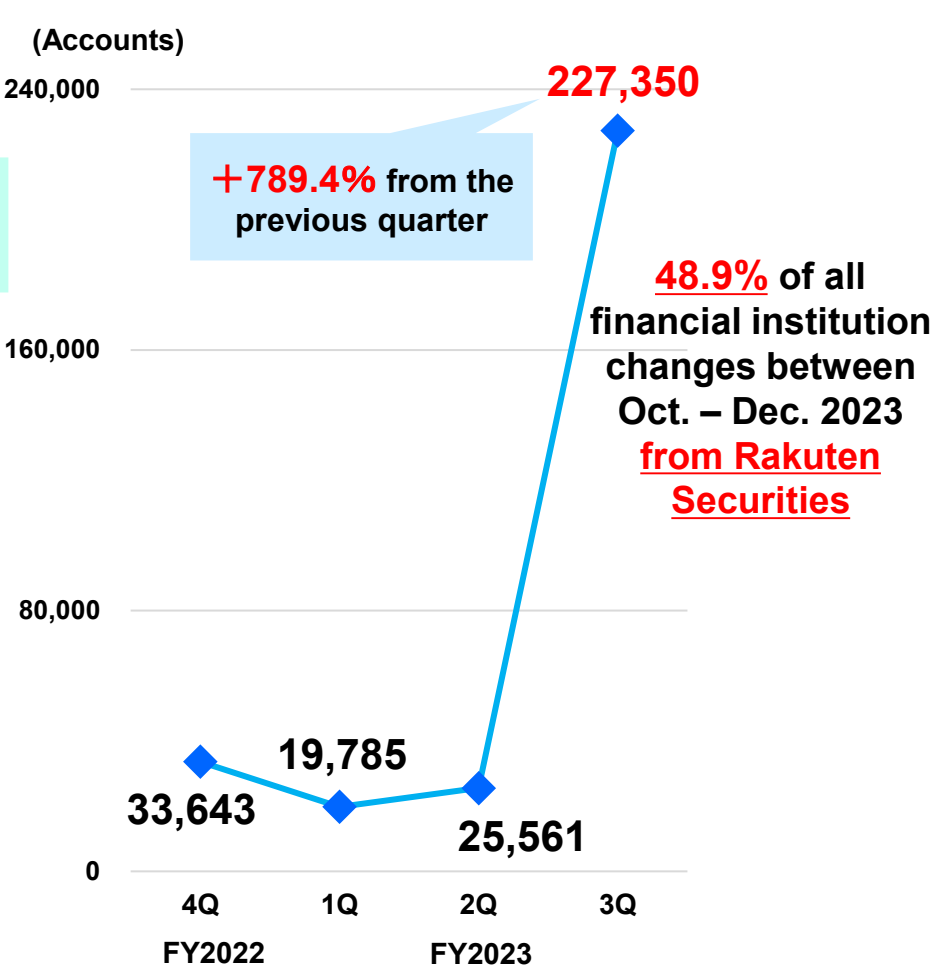 (Accounts)
240,000
227,350
＋789.4% from the
previous quarter
48.9% of all
financial institution
changes between
Oct. – Dec. 2023
from Rakuten
Securities
160,000
80,000
19,785
33,643
25,561
0
4Q 1Q 2Q 3Q
FY2022 FY2023